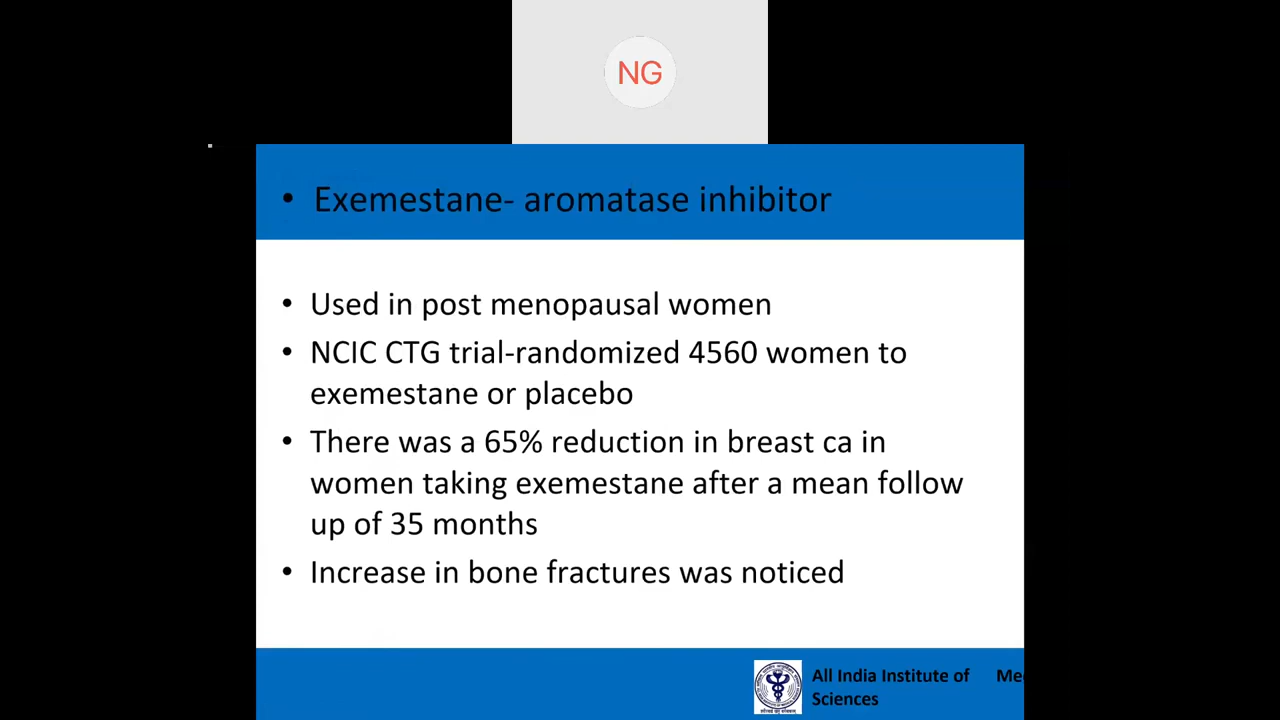 NG
• Exemestane- aromatase inhibitor
• Used in post menopausal women
• NCIC CTG trial-randomized 4560 women to
exemestane or placebo
• There was a 65% reduction in breast ca in
women taking exemestane after a mean follow
up of 35 months
• Increase in bone fractures was noticed
All India Institute of
Sciences